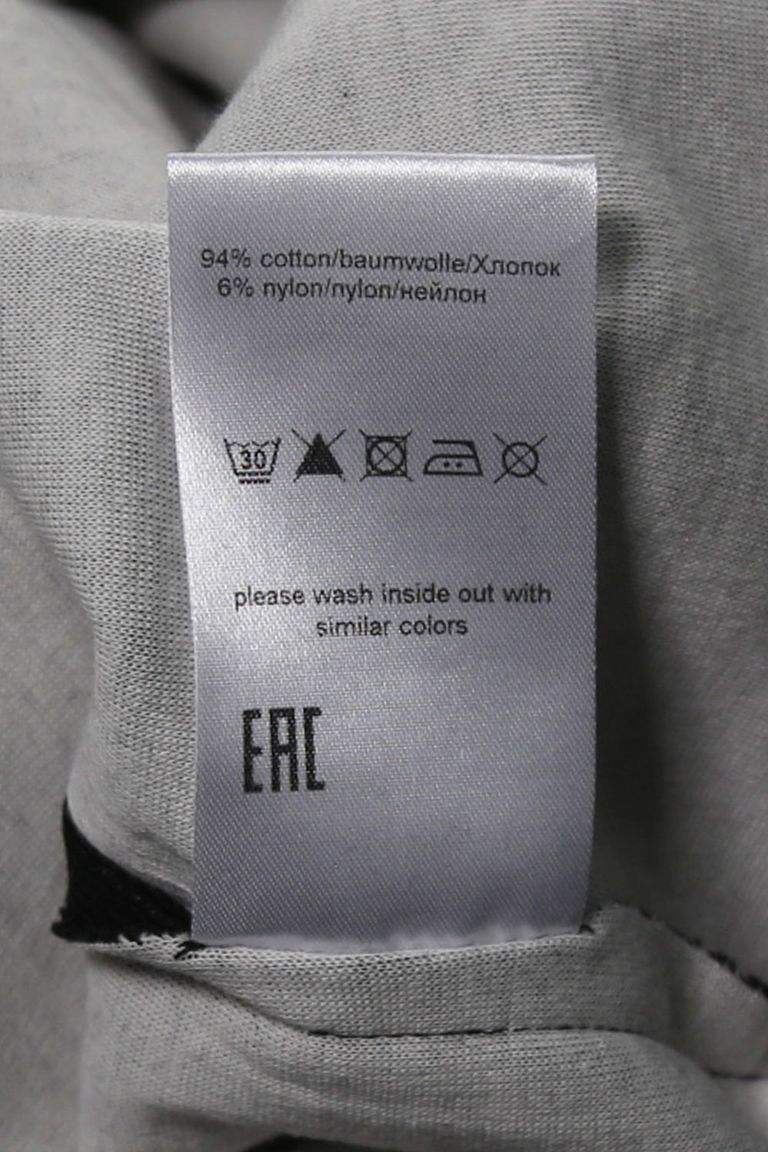 94% cotton/baumwolle/Хлопок
6% nylon/nylon/нейлон
30
please wash inside out with
similar colors
EAC